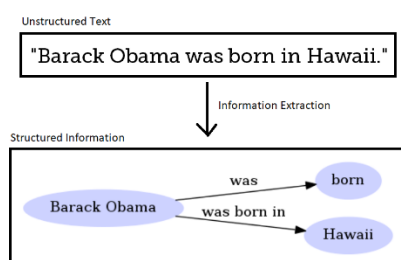 Unstructured Text
"Barack Obama was born in Hawaii."
Information Extraction
Structured Information
was
born
Barack Obama
was born in
Hawaii